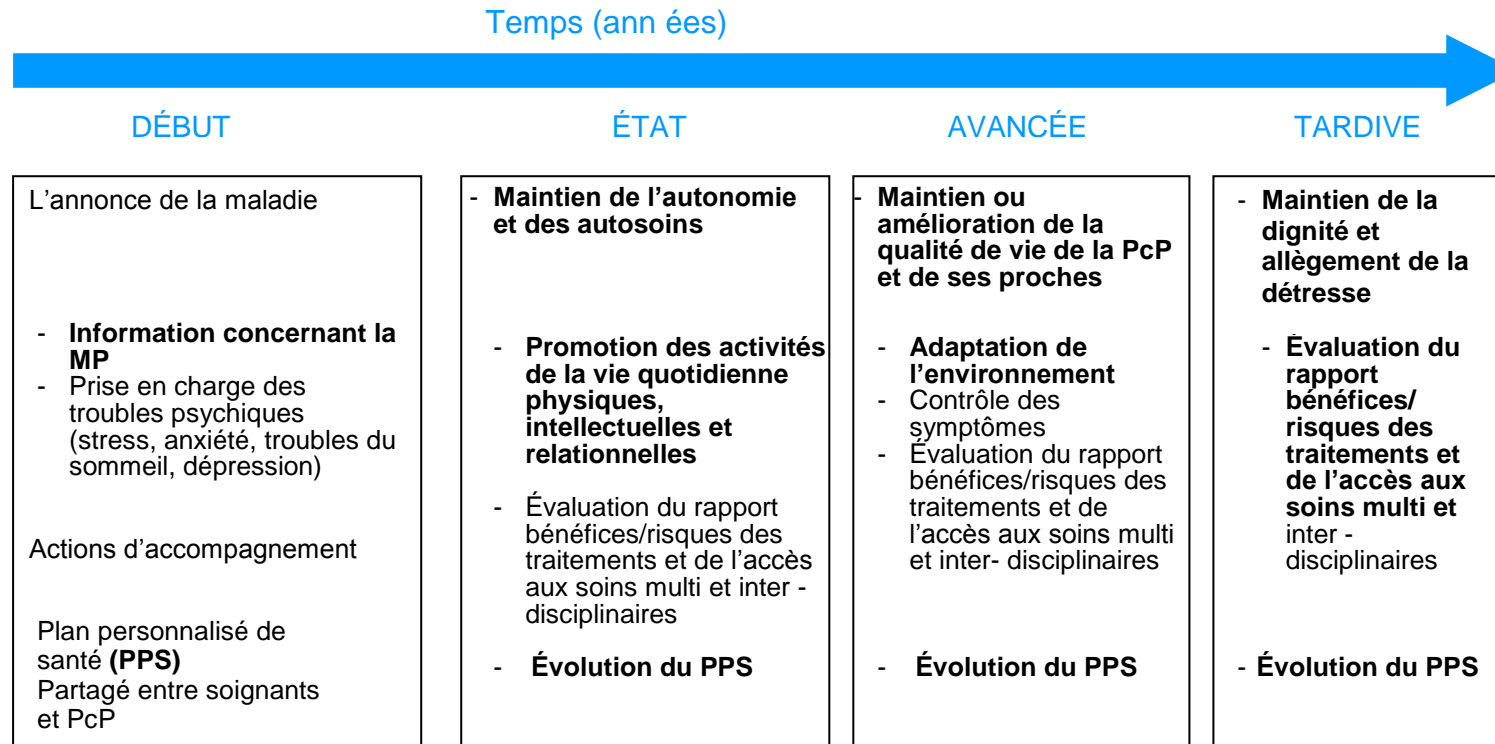 Temps (ann ées)
DÉBUT
ÉTAT
AVANCÉE
TARDIVE
L’annonce de la maladie
- Information concernant la
MP
- Prise en charge des
troubles psychiques
(stress, anxiété, troubles du
sommeil, dépression)
Actions d’accompagnement
Plan personnalisé de
santé (PPS)
Partagé entre soignants
et PcP
- Maintien de l’autonomie
et des autosoins
- Promotion des activités
de la vie quotidienne
physiques,
intellectuelles et
relationnelles
- Évaluation du rapport
bénéfices/risques des
traitements et de l’accès
aux soins multi et inter -
disciplinaires
- Évolution du PPS
- Maintien ou
amélioration de la
qualité de vie de la PcP
et de ses proches
- Adaptation de
l’environnement
- Contrôle des
symptômes
- Évaluation du rapport
bénéfices/risques des
traitements et de
l’accès aux soins multi
et inter- disciplinaires
- Évolution du PPS
- Maintien de la
dignité et
allègement de la
détresse
- Évaluation du
rapport
bénéfices/
risques des
traitements et
de l’accès aux
soins multi et
inter -
disciplinaires
- Évolution du PPS